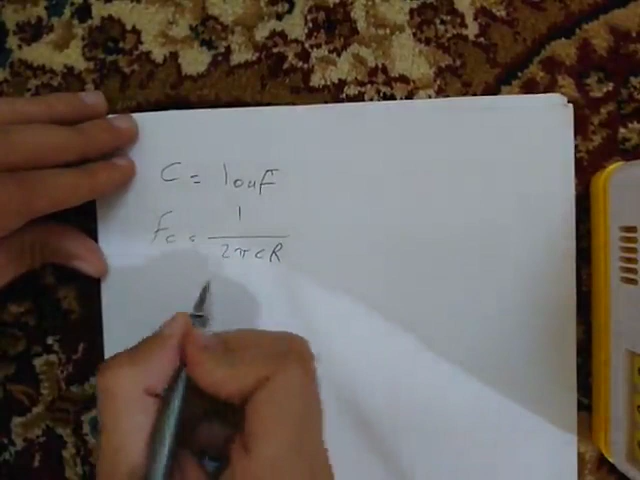 C = 10uF
Fc = 1
2πCR